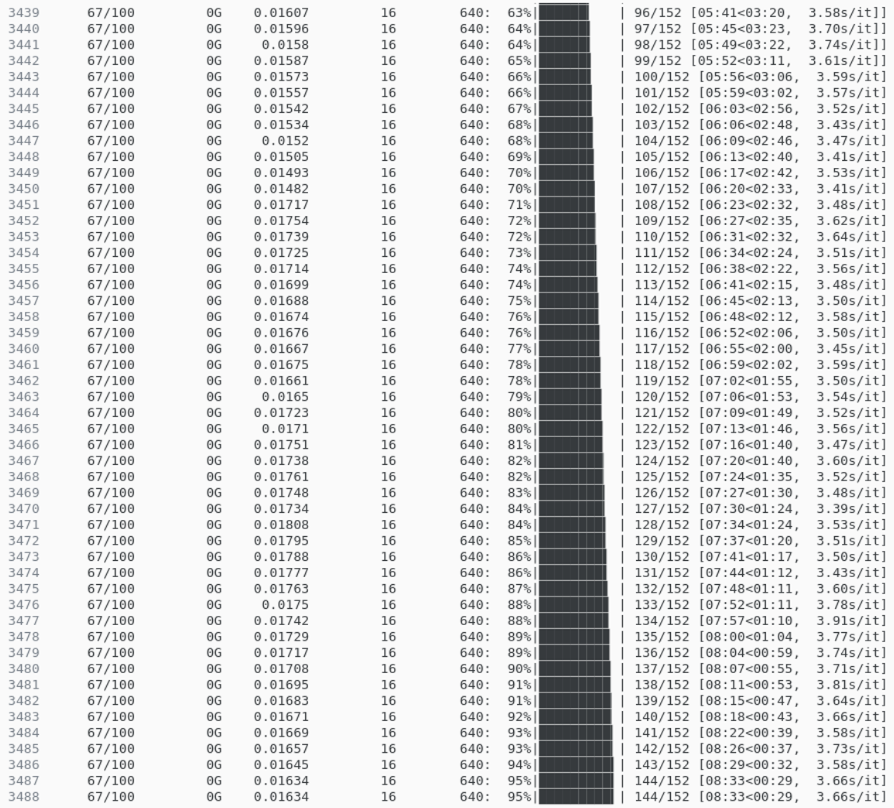 3439 67/100 0G 0.01607 16 640: 63%| | 96/152 [05:41<03:20, 3.58s/it]]
3440 67/100 0G 0.01596 16 640: 64%| | 97/152 [05:45<03:23, 3.70s/it]]
3441 67/100 0G 0.0158 16 640: 64%| | 98/152 [05:49<03:22, 3.74s/it]]
3442 67/100 0G 0.01587 16 640: 65%| | 99/152 [05:52<03:11, 3.61s/it]]
3443 67/100 0G 0.01573 16 640: 66%| | 100/152 [05:56<03:06, 3.59s/it]
3444 67/100 0G 0.01557 16 640: 66%| | 101/152 [05:59<03:02, 3.57s/it]
3445 67/100 0G 0.01542 16 640: 67%| | 102/152 [06:03<02:56, 3.52s/it]
3446 67/100 0G 0.01534 16 640: 68%| | 103/152 [06:06<02:48, 3.43s/it]
3447 67/100 0G 0.0152 16 640: 68%| | 104/152 [06:09<02:46, 3.47s/it]
3448 67/100 0G 0.01505 16 640: 69%| | 105/152 [06:13<02:40, 3.41s/it]
3449 67/100 0G 0.01493 16 640: 70%| | 106/152 [06:17<02:42, 3.53s/it]
3450 67/100 0G 0.01482 16 640: 70%| | 107/152 [06:20<02:33, 3.41s/it]
3451 67/100 0G 0.01717 16 640: 71%| | 108/152 [06:23<02:32, 3.48s/it]
3452 67/100 0G 0.01754 16 640: 72%| | 109/152 [06:27<02:35, 3.62s/it]
3453 67/100 0G 0.01739 16 640: 72%| | 110/152 [06:31<02:32, 3.64s/it]
3454 67/100 0G 0.01725 16 640: 73%| | 111/152 [06:34<02:24, 3.51s/it]
3455 67/100 0G 0.01714 16 640: 74%| | 112/152 [06:38<02:22, 3.56s/it]
3456 67/100 0G 0.01699 16 640: 74%| | 113/152 [06:41<02:15, 3.48s/it]
3457 67/100 0G 0.01688 16 640: 75%| | 114/152 [06:45<02:13, 3.50s/it]
3458 67/100 0G 0.01674 16 640: 76%| | 115/152 [06:48<02:12, 3.58s/it]
3459 67/100 0G 0.01676 16 640: 76%| | 116/152 [06:52<02:06, 3.50s/it]
3460 67/100 0G 0.01667 16 640: 77%| | 117/152 [06:55<02:00, 3.45s/it]
3461 67/100 0G 0.01675 16 640: 78%| | 118/152 [06:59<02:02, 3.59s/it]
3462 67/100 0G 0.01661 16 640: 78%| | 119/152 [07:02<01:55, 3.50s/it]
3463 67/100 0G 0.0165 16 640: 79%| | 120/152 [07:06<01:53, 3.54s/it]
3464 67/100 0G 0.01723 16 640: 80%| | 121/152 [07:09<01:49, 3.52s/it]
3465 67/100 0G 0.0171 16 640: 80%| | 122/152 [07:13<01:46, 3.56s/it]
3466 67/100 0G 0.01751 16 640: 81%| | 123/152 [07:16<01:40, 3.47s/it]
3467 67/100 0G 0.01738 16 640: 82%| | 124/152 [07:20<01:40, 3.60s/it]
3468 67/100 0G 0.01761 16 640: 82%| | 125/152 [07:24<01:35, 3.52s/it]
3469 67/100 0G 0.01748 16 640: 83%| | 126/152 [07:27<01:30, 3.48s/it]
3470 67/100 0G 0.01734 16 640: 84%| | 127/152 [07:30<01:24, 3.39s/it]
3471 67/100 0G 0.01808 16 640: 84%| | 128/152 [07:34<01:24, 3.53s/it]
3472 67/100 0G 0.01795 16 640: 85%| | 129/152 [07:37<01:20, 3.51s/it]
3473 67/100 0G 0.01788 16 640: 86%| | 130/152 [07:41<01:17, 3.50s/it]
3474 67/100 0G 0.01777 16 640: 86%| | 131/152 [07:44<01:12, 3.43s/it]
3475 67/100 0G 0.01763 16 640: 87%| | 132/152 [07:48<01:11, 3.60s/it]
3476 67/100 0G 0.0175 16 640: 88%| | 133/152 [07:52<01:11, 3.78s/it]
3477 67/100 0G 0.01742 16 640: 88%| | 134/152 [07:57<01:10, 3.91s/it]
3478 67/100 0G 0.01729 16 640: 89%| | 135/152 [08:00<01:04, 3.77s/it]
3479 67/100 0G 0.01717 16 640: 89%| | 136/152 [08:04<00:59, 3.74s/it]
3480 67/100 0G 0.01708 16 640: 90%| | 137/152 [08:07<00:55, 3.71s/it]
3481 67/100 0G 0.01695 16 640: 91%| | 138/152 [08:11<00:53, 3.81s/it]
3482 67/100 0G 0.01683 16 640: 91%| | 139/152 [08:15<00:47, 3.64s/it]
3483 67/100 0G 0.01671 16 640: 92%| | 140/152 [08:18<00:43, 3.66s/it]
3484 67/100 0G 0.01669 16 640: 93%| | 141/152 [08:22<00:39, 3.58s/it]
3485 67/100 0G 0.01657 16 640: 93%| | 142/152 [08:26<00:37, 3.73s/it]
3486 67/100 0G 0.01645 16 640: 94%| | 143/152 [08:29<00:32, 3.58s/it]
3487 67/100 0G 0.01634 16 640: 95%| | 144/152 [08:33<00:29, 3.66s/it]
3488 67/100 0G 0.01634 16 640: 95%| | 144/152 [08:33<00:29, 3.66s/it]